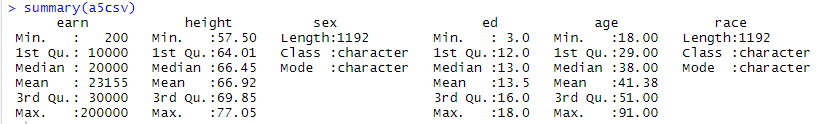 > summary(a5csv)
      earn            height          sex                  ed            age            race          
 Min.   :   200   Min.   :57.50   Length:1192        Min.   : 3.0   Min.   :18.00   Length:1192
 1st Qu.: 10000   1st Qu.:64.01   Class :character   1st Qu.:12.0   1st Qu.:29.00   Class :character
 Median : 20000   Median :66.45   Mode  :character   Median :13.0   Median :38.00   Mode  :character
 Mean   : 23155   Mean   :66.92                      Mean   :13.5   Mean   :41.38
 3rd Qu.: 30000   3rd Qu.:69.85                      3rd Qu.:16.0   3rd Qu.:51.00
 Max.   :200000   Max.   :77.05                      Max.   :18.0   Max.   :91.00